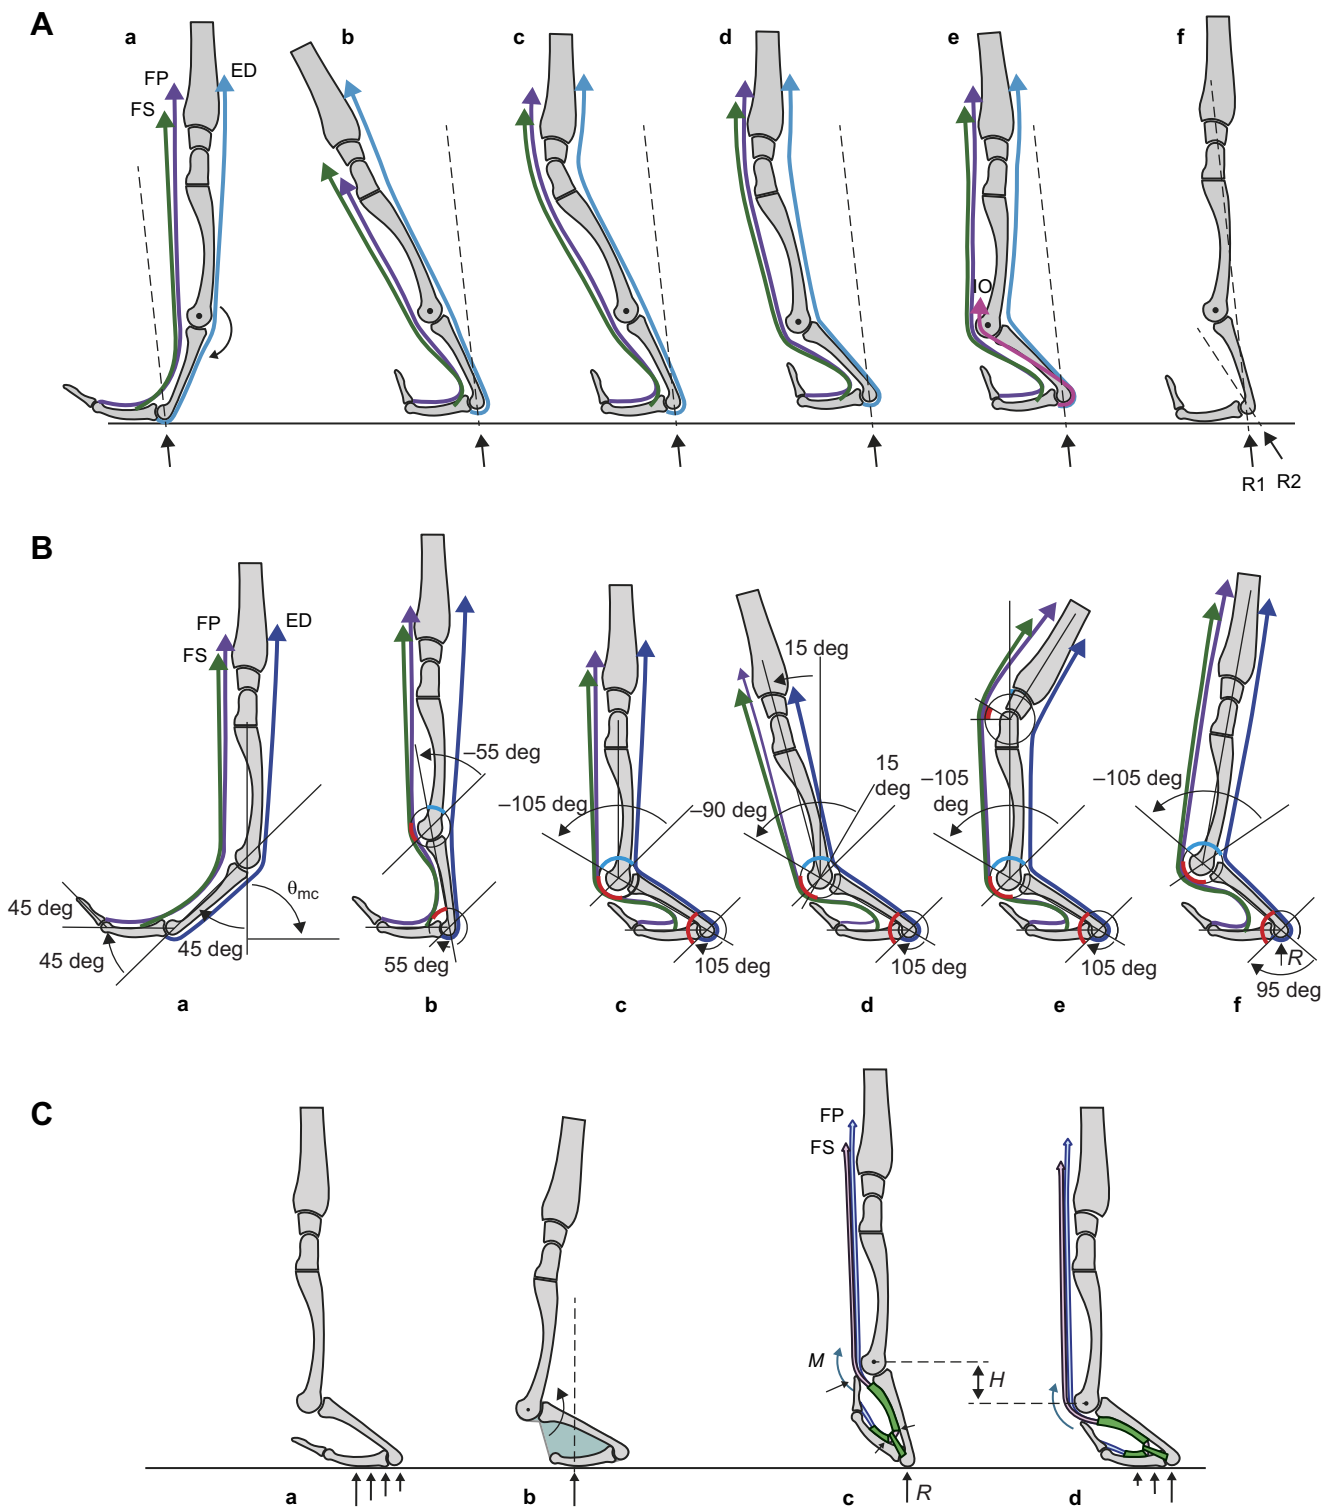 A
a
b
c
d
e
f
FP
ED
FS
IO
R1
R2
B
FP
ED
FS
θmc
45 deg
45 deg
45 deg
–55 deg
55 deg
–105 deg
–90 deg
105 deg
15 deg
15
deg
105 deg
–105
deg
105 deg
–105 deg
R
95 deg
a
b
c
d
e
f
C
FP
FS
M
H
R
a
b
c
d